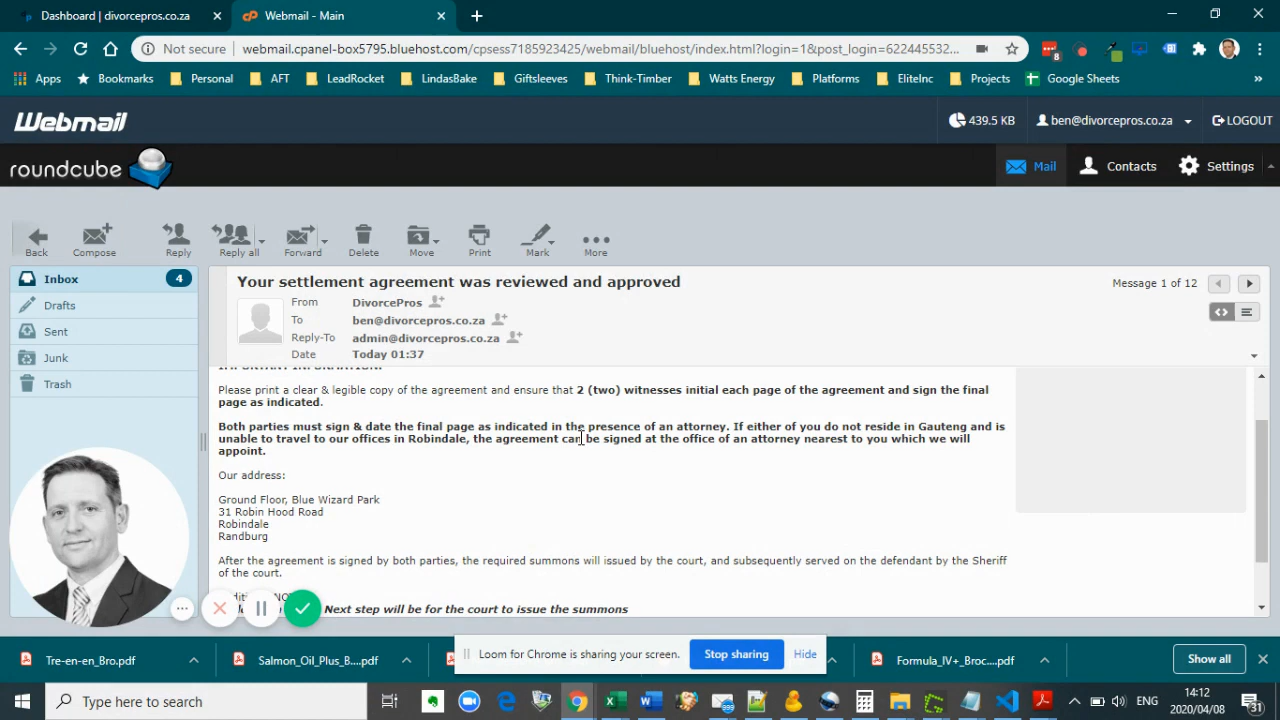 Dashboard | divorcepros.co.za
Webmail - Main
Not secure
webmail.cpanel-box5795.bluehost.com/cpsess7185923425/webmail/bluehost/index.html?login=1&post_login=622445532...
8
Apps
Bookmarks
Personal
AFT
LeadRocket
LindasBake
Giftsleeves
Think-Timber
Watts Energy
Platforms
EliteInc
Projects
Google Sheets
»
Webmail
439.5 KB
ben@divorcepros.co.za
LOGOUT
roundcube
Mail
Contacts
Settings
Back
Compose
Reply
Reply all
Forward
Delete
Move
Print
Mark
More
Inbox
4
Drafts
Sent
Junk
Trash
Your settlement agreement was reviewed and approved
Message 1 of 12
From DivorcePros
To ben@divorcepros.co.za
Reply-To admin@divorcepros.co.za
Date Today 01:37
Please print a clear & legible copy of the agreement and ensure that 2 (two) witnesses initial each page of the agreement and sign the final
page as indicated.
Both parties must sign & date the final page as indicated in the presence of an attorney. If either of you do not reside in Gauteng and is
unable to travel to our offices in Robindale, the agreement can be signed at the office of an attorney nearest to you which we will
appoint.
Our address:
Ground Floor, Blue Wizard Park
31 Robin Hood Road
Robindale
Randburg
After the agreement is signed by both parties, the required summons will issued by the court, and subsequently served on the defendant by the Sheriff
of the court.
Next step will be for the court to issue the summons
Loom for Chrome is sharing your screen.
Stop sharing
Hide
Tre-en-en_Bro.pdf
Salmon_Oil_Plus_B....pdf
Formula_IV+_Broc....pdf
Show all
Type here to search
ENG
14:12
2020/04/08
31